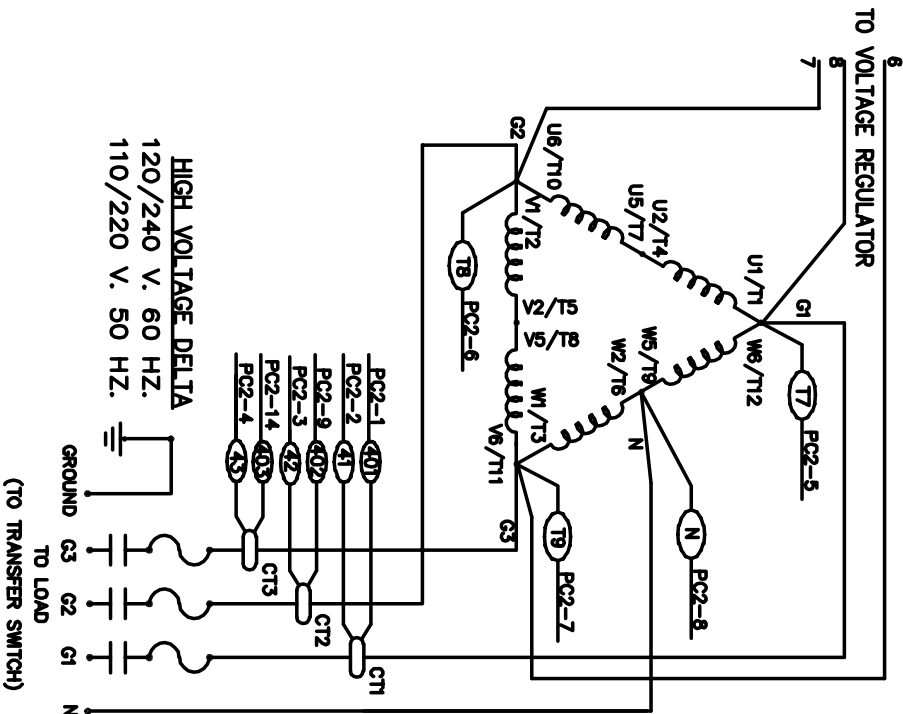 TO VOLTAGE REGULATOR
6
8
7
G2
U6/T10
U5/T7
U2/T4
U1/T1
G1
W6/T12
W5/T9
W2/T6
N
W1/T3
V6/T11
G3
V1/T2
V2/T5
V5/T8
T8
PC2-6
T7
PC2-5
N
PC2-8
T9
PC2-7
HIGH VOLTAGE DELTA
120/240 V. 60 HZ.
110/220 V. 50 HZ.
PC2-1
401
PC2-2
41
PC2-9
402
PC2-3
42
PC2-14
403
PC2-4
43
CT1
CT2
CT3
GROUND
G3
G2
G1
N
TO LOAD
(TO TRANSFER SWITCH)